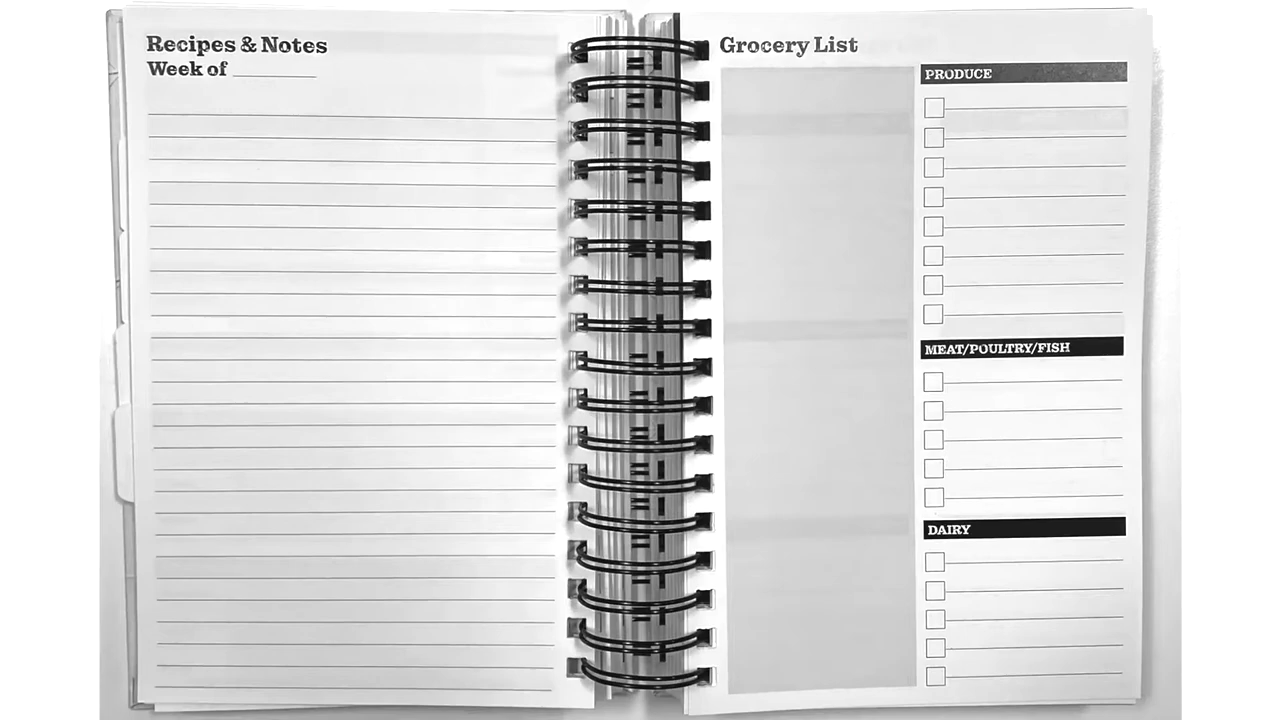 Recipes & Notes
Week of
Grocery List
PRODUCE
MEAT/POULTRY/FISH
DAIRY